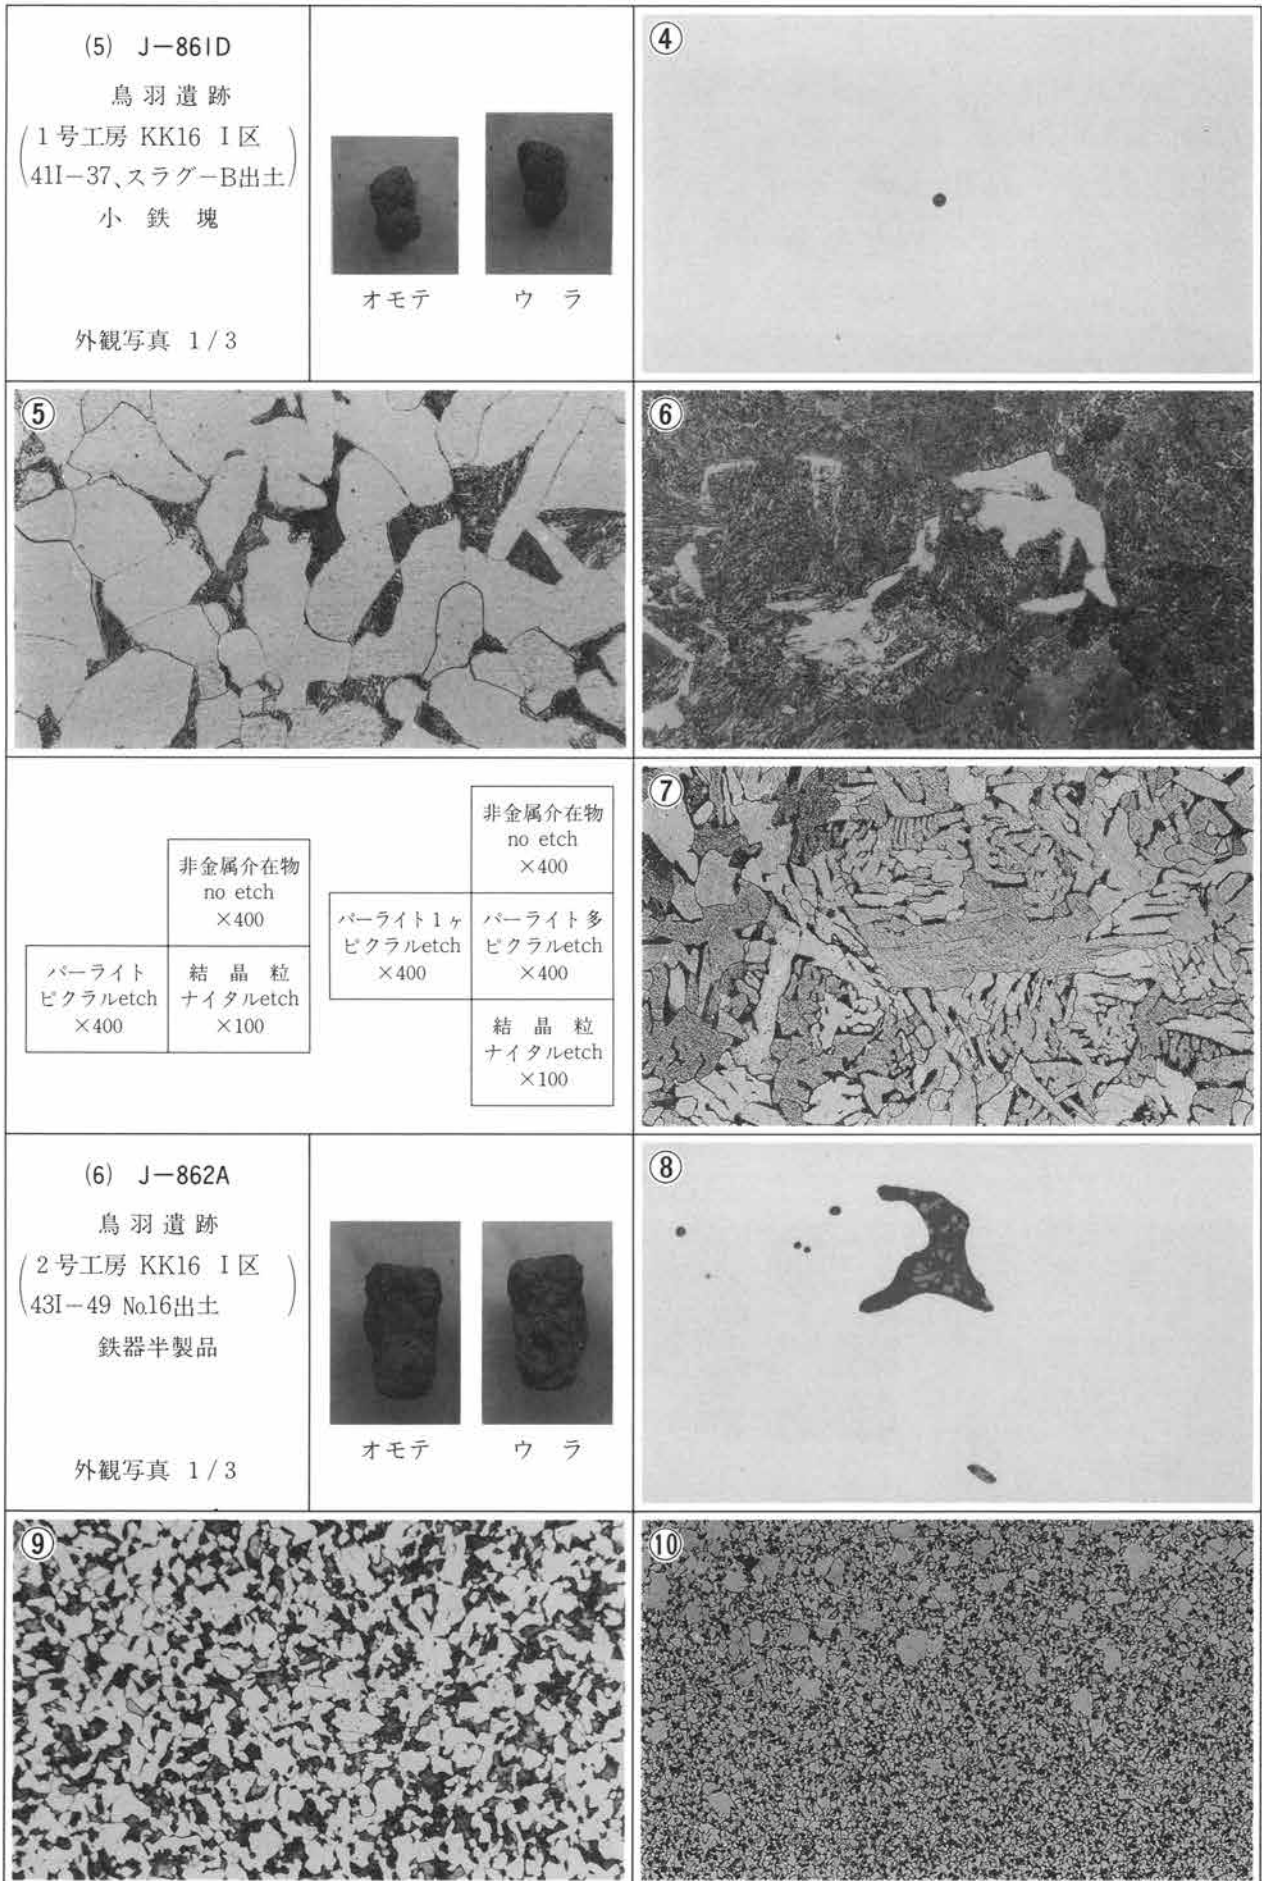 (5) J-861D
鳥羽遺跡
(1号工房 KK16 I区
41I-37、スラグ-B出土)
小鉄塊
外観写真 1/3
オモテ
ウラ
④
⑤
⑥
非金属介在物
no etch
×400
パーライト
ピクラルetch
×400
結晶粒
ナイタルetch
×100
非金属介在物
no etch
×400
パーライト1ヶ
ピクラルetch
×400
パーライト多
ピクラルetch
×400
結晶粒
ナイタルetch
×100
⑦
(6) J-862A
鳥羽遺跡
(2号工房 KK16 I区
43I-49 No.16出土)
鉄器半製品
外観写真 1/3
オモテ
ウラ
⑧
⑨
⑩